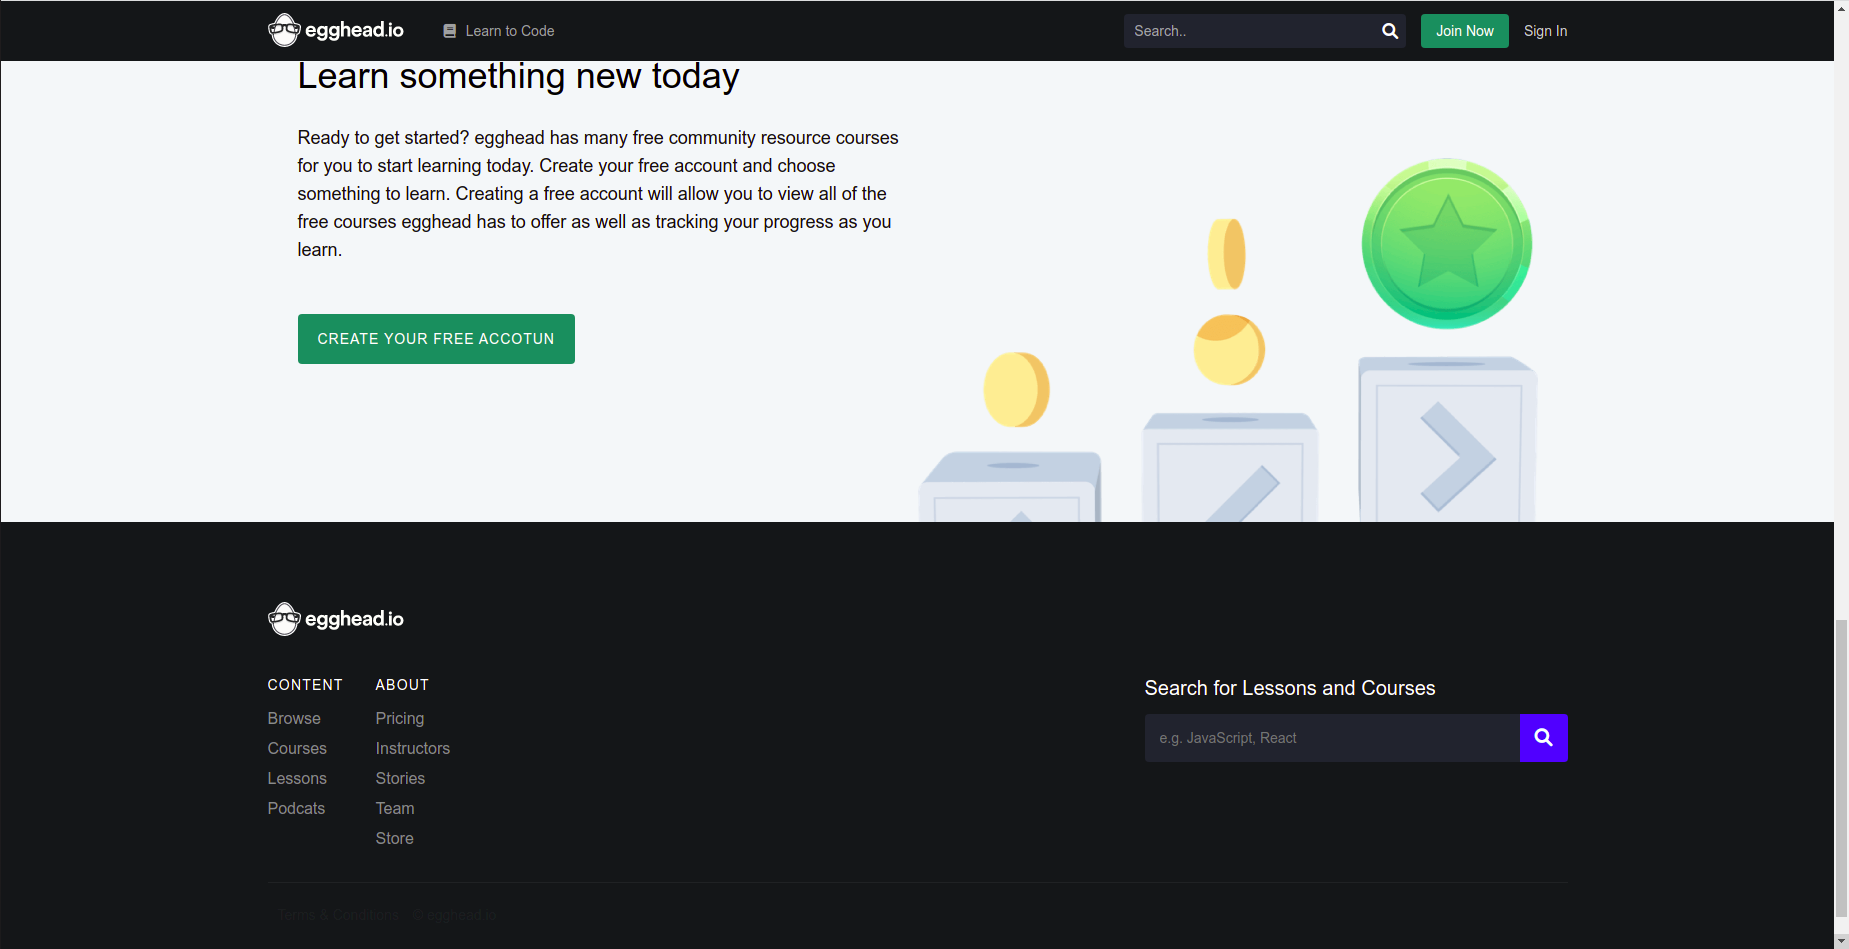 egghead.io
Learn to Code
Search..
Join Now
Sign In
Learn something new today
Ready to get started? egghead has many free community resource courses
for you to start learning today. Create your free account and choose
something to learn. Creating a free account will allow you to view all of the
free courses egghead has to offer as well as tracking your progress as you
learn.
CREATE YOUR FREE ACCOTUN
egghead.io
CONTENT
Browse
Courses
Lessons
Podcats
ABOUT
Pricing
Instructors
Stories
Team
Store
Search for Lessons and Courses
e.g. JavaScript, React
Terms & Conditions © egghead.io